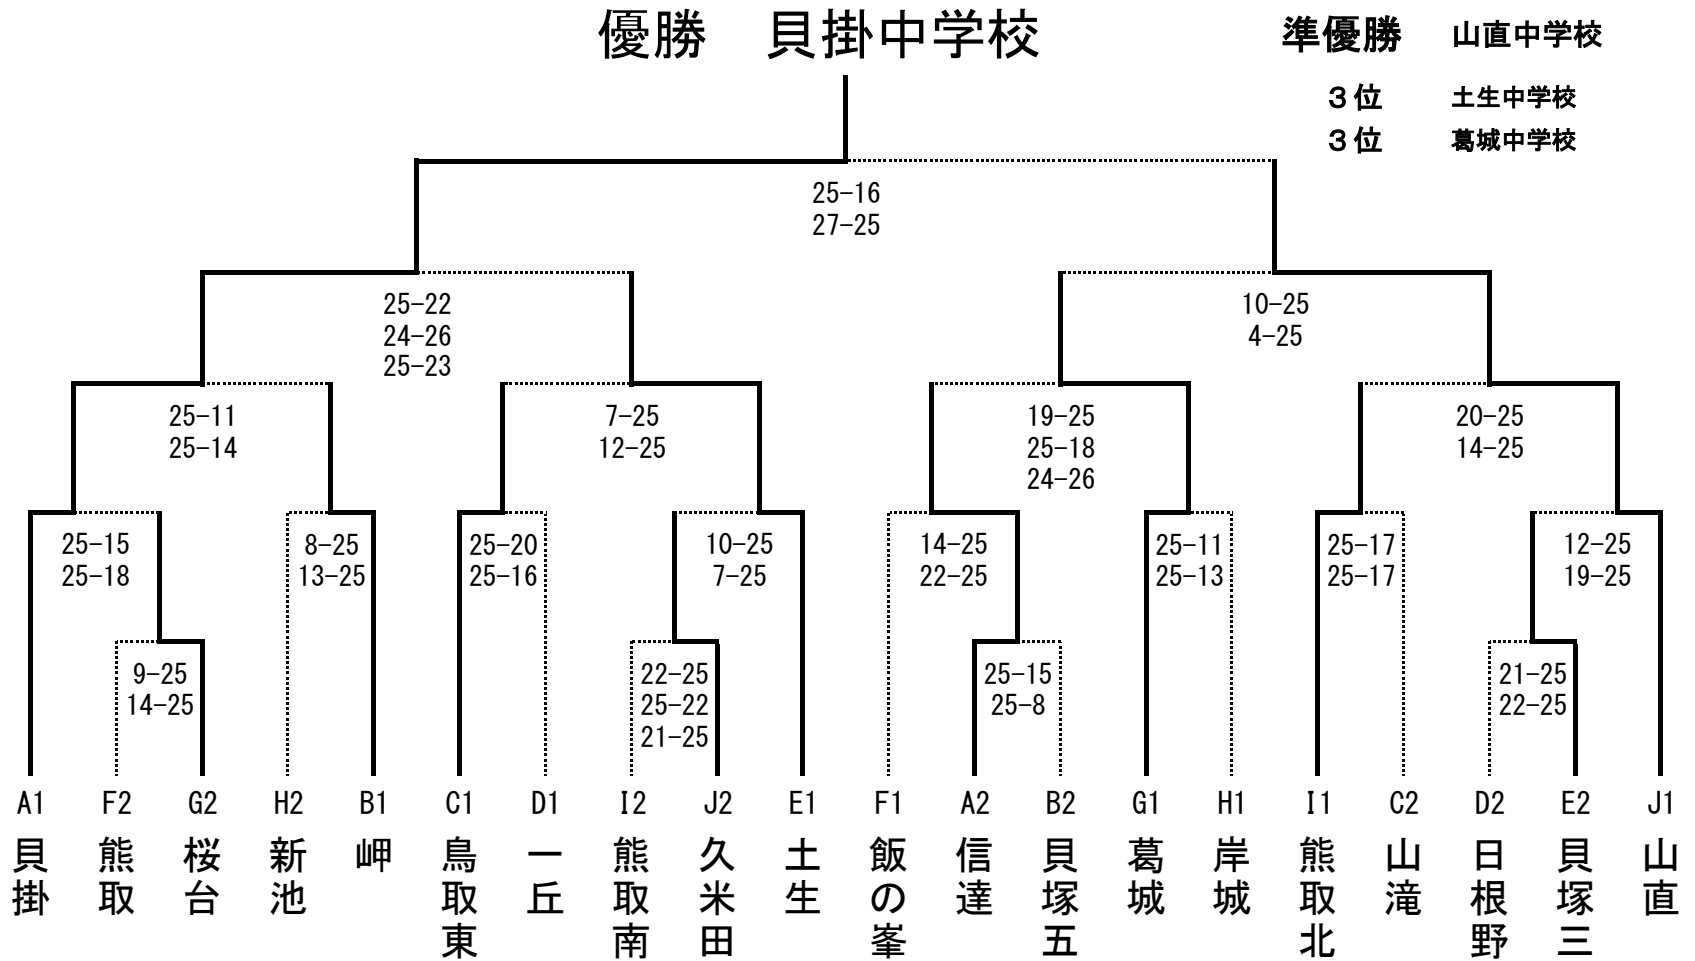 優勝　貝掛中学校
準優勝　山直中学校
３位　土生中学校
３位　葛城中学校
25-16
27-25
25-22
24-26
25-23
10-25
4-25
25-11
25-14
7-25
12-25
19-25
25-18
24-26
20-25
14-25
25-15
25-18
8-25
13-25
25-20
25-16
10-25
7-25
14-25
22-25
25-11
25-13
25-17
25-17
12-25
19-25
9-25
14-25
22-25
25-22
21-25
25-15
25-8
21-25
22-25
A1 F2 G2 H2 B1 C1 D1 I2 J2 E1 F1 A2 B2 G1 H1 I1 C2 D2 E2 J1
貝掛
熊取
桜台
新池
岬
鳥取東
一丘
熊取南
久米田
土生
飯の峯
信達
貝塚五
葛城
岸城
熊取北
山滝
日根野
貝塚三
山直